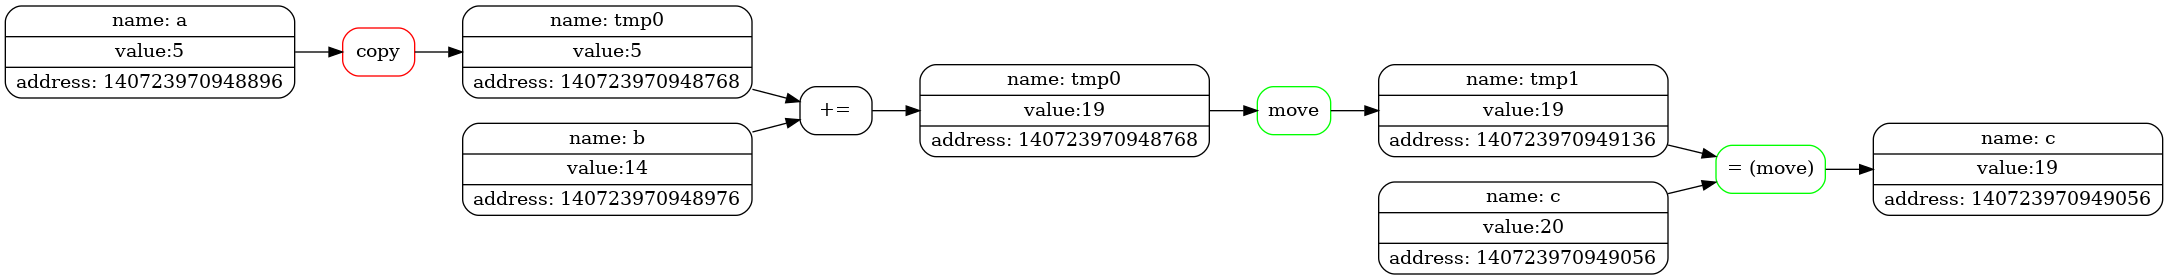 name: a
value:5
address: 140723970948896
copy
name: tmp0
value:5
address: 140723970948768
name: b
value:14
address: 140723970948976
+=
name: tmp0
value:19
address: 140723970948768
move
name: tmp1
value:19
address: 140723970949136
name: c
value:20
address: 140723970949056
= (move)
name: c
value:19
address: 140723970949056